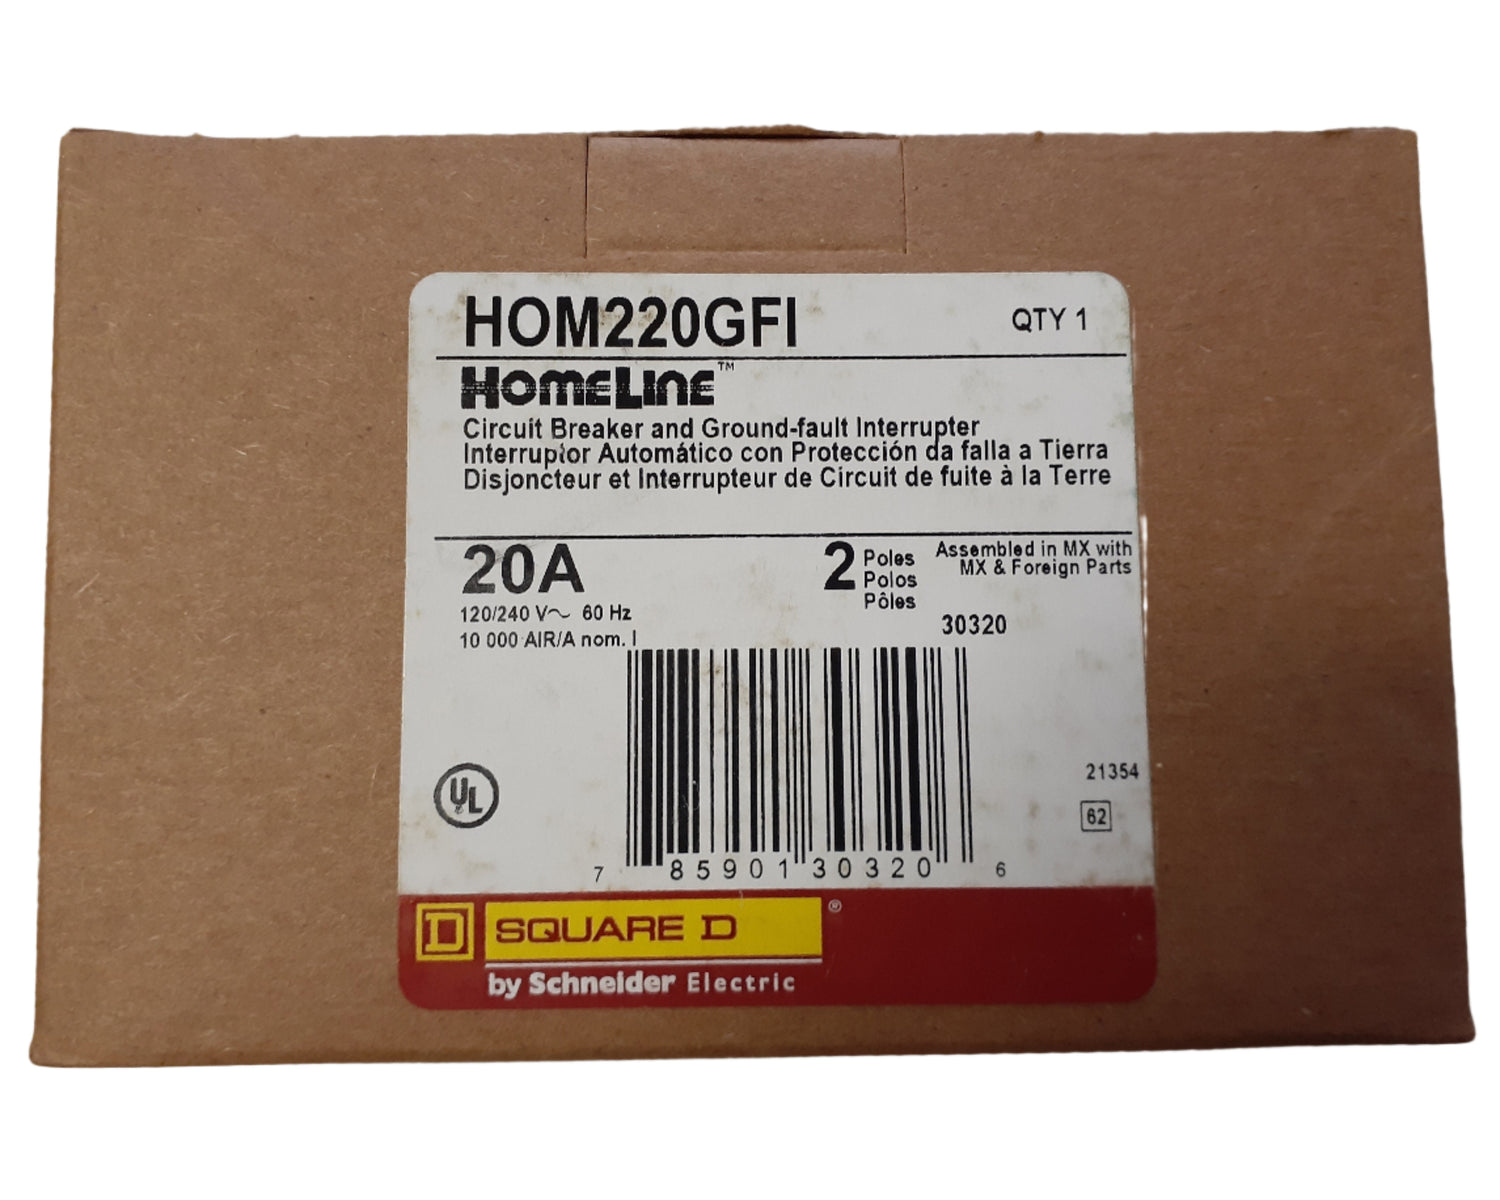 HOM220GFI QTY 1
HOMELINE™
Circuit Breaker and Ground-fault Interrupter
Interruptor Automático con Protección da falla a Tierra
Disjoncteur et Interrupteur de Circuit de fuite à la Terre
20A
120/240 V~ 60 Hz
10 000 AIR/A nom. I
2 Poles
Polos
Pôles
Assembled in MX with
MX & Foreign Parts
30320
UL
21354
62
7 85901 30320 6
D SQUARE D®
by Schneider Electric